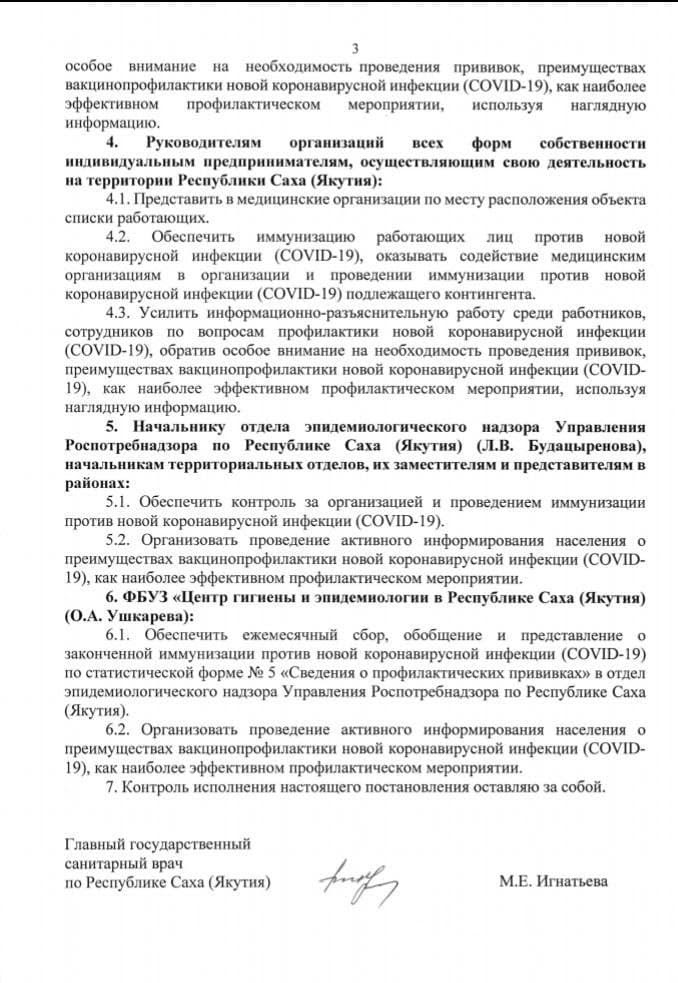 3
особое внимание на необходимость проведения прививок, преимуществах
вакцинопрофилактики новой коронавирусной инфекции (COVID-19), как наиболее
эффективном профилактическом мероприятии, используя наглядную
информацию.
4. Руководителям организаций всех форм собственности
индивидуальным предпринимателям, осуществляющим свою деятельность
на территории Республики Саха (Якутия):
4.1. Представить в медицинские организации по месту расположения объекта
списки работающих.
4.2. Обеспечить иммунизацию работающих лиц против новой
коронавирусной инфекции (COVID-19), оказывать содействие медицинским
организациям в организации и проведении иммунизации против новой
коронавирусной инфекции (COVID-19) подлежащего контингента.
4.3. Усилить информационно-разъяснительную работу среди работников,
сотрудников по вопросам профилактики новой коронавирусной инфекции
(COVID-19), обратив особое внимание на необходимость проведения прививок,
преимуществах вакцинопрофилактики новой коронавирусной инфекции (COVID-
19), как наиболее эффективном профилактическом мероприятии, используя
наглядную информацию.
5. Начальнику отдела эпидемиологического надзора Управления
Роспотребнадзора по Республике Саха (Якутия) (Л.В. Будацыренова),
начальникам территориальных отделов, их заместителям и представителям в
районах:
5.1. Обеспечить контроль за организацией и проведением иммунизации
против новой коронавирусной инфекции (COVID-19).
5.2. Организовать проведение активного информирования населения о
преимуществах вакцинопрофилактики новой коронавирусной инфекции (COVID-
19), как наиболее эффективном профилактическом мероприятии.
6. ФБУЗ «Центр гигиены и эпидемиологии в Республике Саха (Якутия)
(О.А. Ушкарева):
6.1. Обеспечить ежемесячный сбор, обобщение и представление о
законченной иммунизации против новой коронавирусной инфекции (COVID-19)
по статистической форме № 5 «Сведения о профилактических прививках» в отдел
эпидемиологического надзора Управления Роспотребнадзора по Республике Саха
(Якутия).
6.2. Организовать проведение активного информирования населения о
преимуществах вакцинопрофилактики новой коронавирусной инфекции (COVID-
19), как наиболее эффективном профилактическом мероприятии.
7. Контроль исполнения настоящего постановления оставляю за собой.
Главный государственный
санитарный врач
по Республике Саха (Якутия) М.Е. Игнатьева